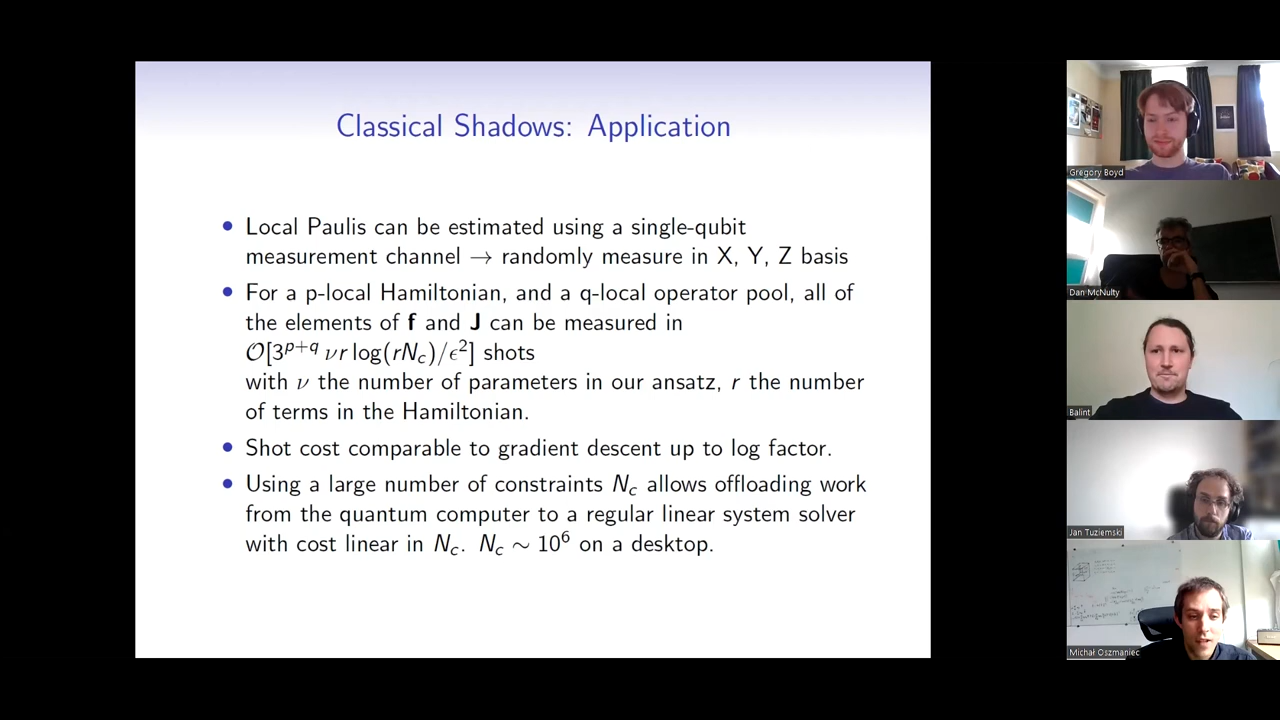 Classical Shadows: Application
• Local Paulis can be estimated using a single-qubit
measurement channel → randomly measure in X, Y, Z basis
• For a p-local Hamiltonian, and a q-local operator pool, all of
the elements of f and J can be measured in
𝒪[3^{p+q} ν r log(rN_c)/ϵ²] shots
with ν the number of parameters in our ansatz, r the number
of terms in the Hamiltonian.
• Shot cost comparable to gradient descent up to log factor.
• Using a large number of constraints N_c allows offloading work
from the quantum computer to a regular linear system solver
with cost linear in N_c. N_c ∼ 10⁶ on a desktop.
Gregory Boyd
Dan McNulty
Balint
Jan Tuziemski
Michał Oszmaniec